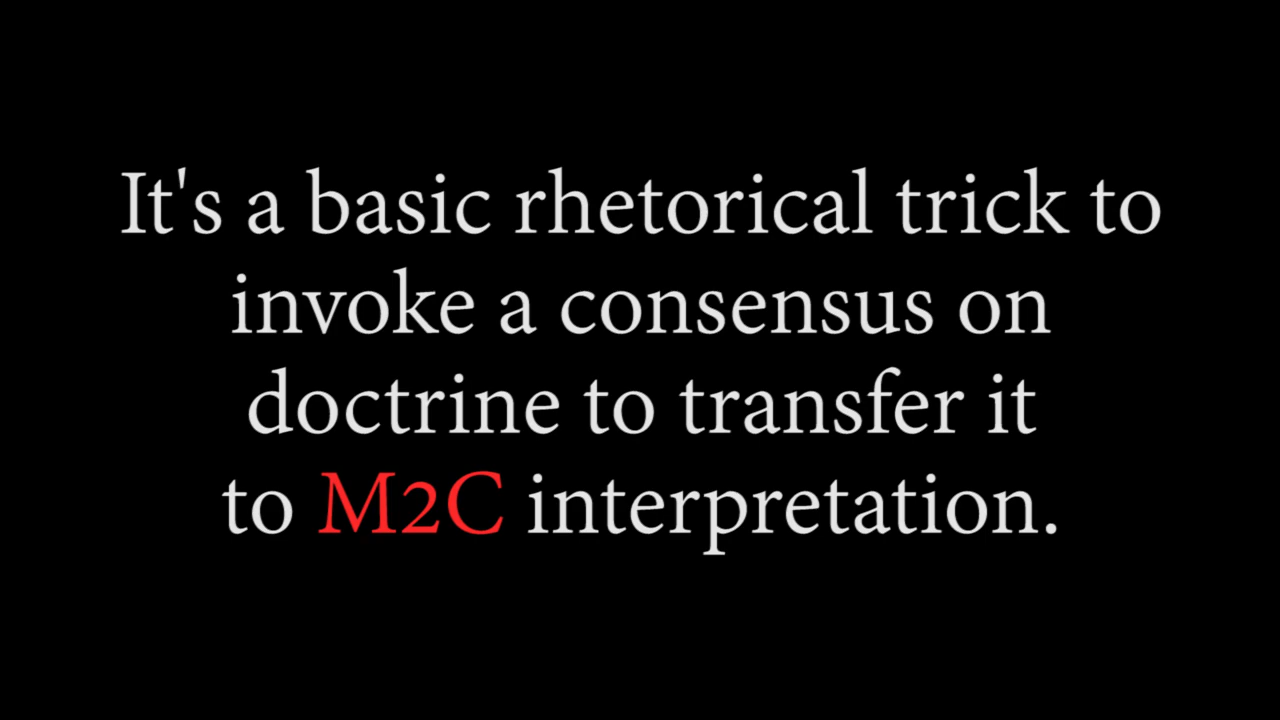 It's a basic rhetorical trick to
invoke a consensus on
doctrine to transfer it
to M2C interpretation.